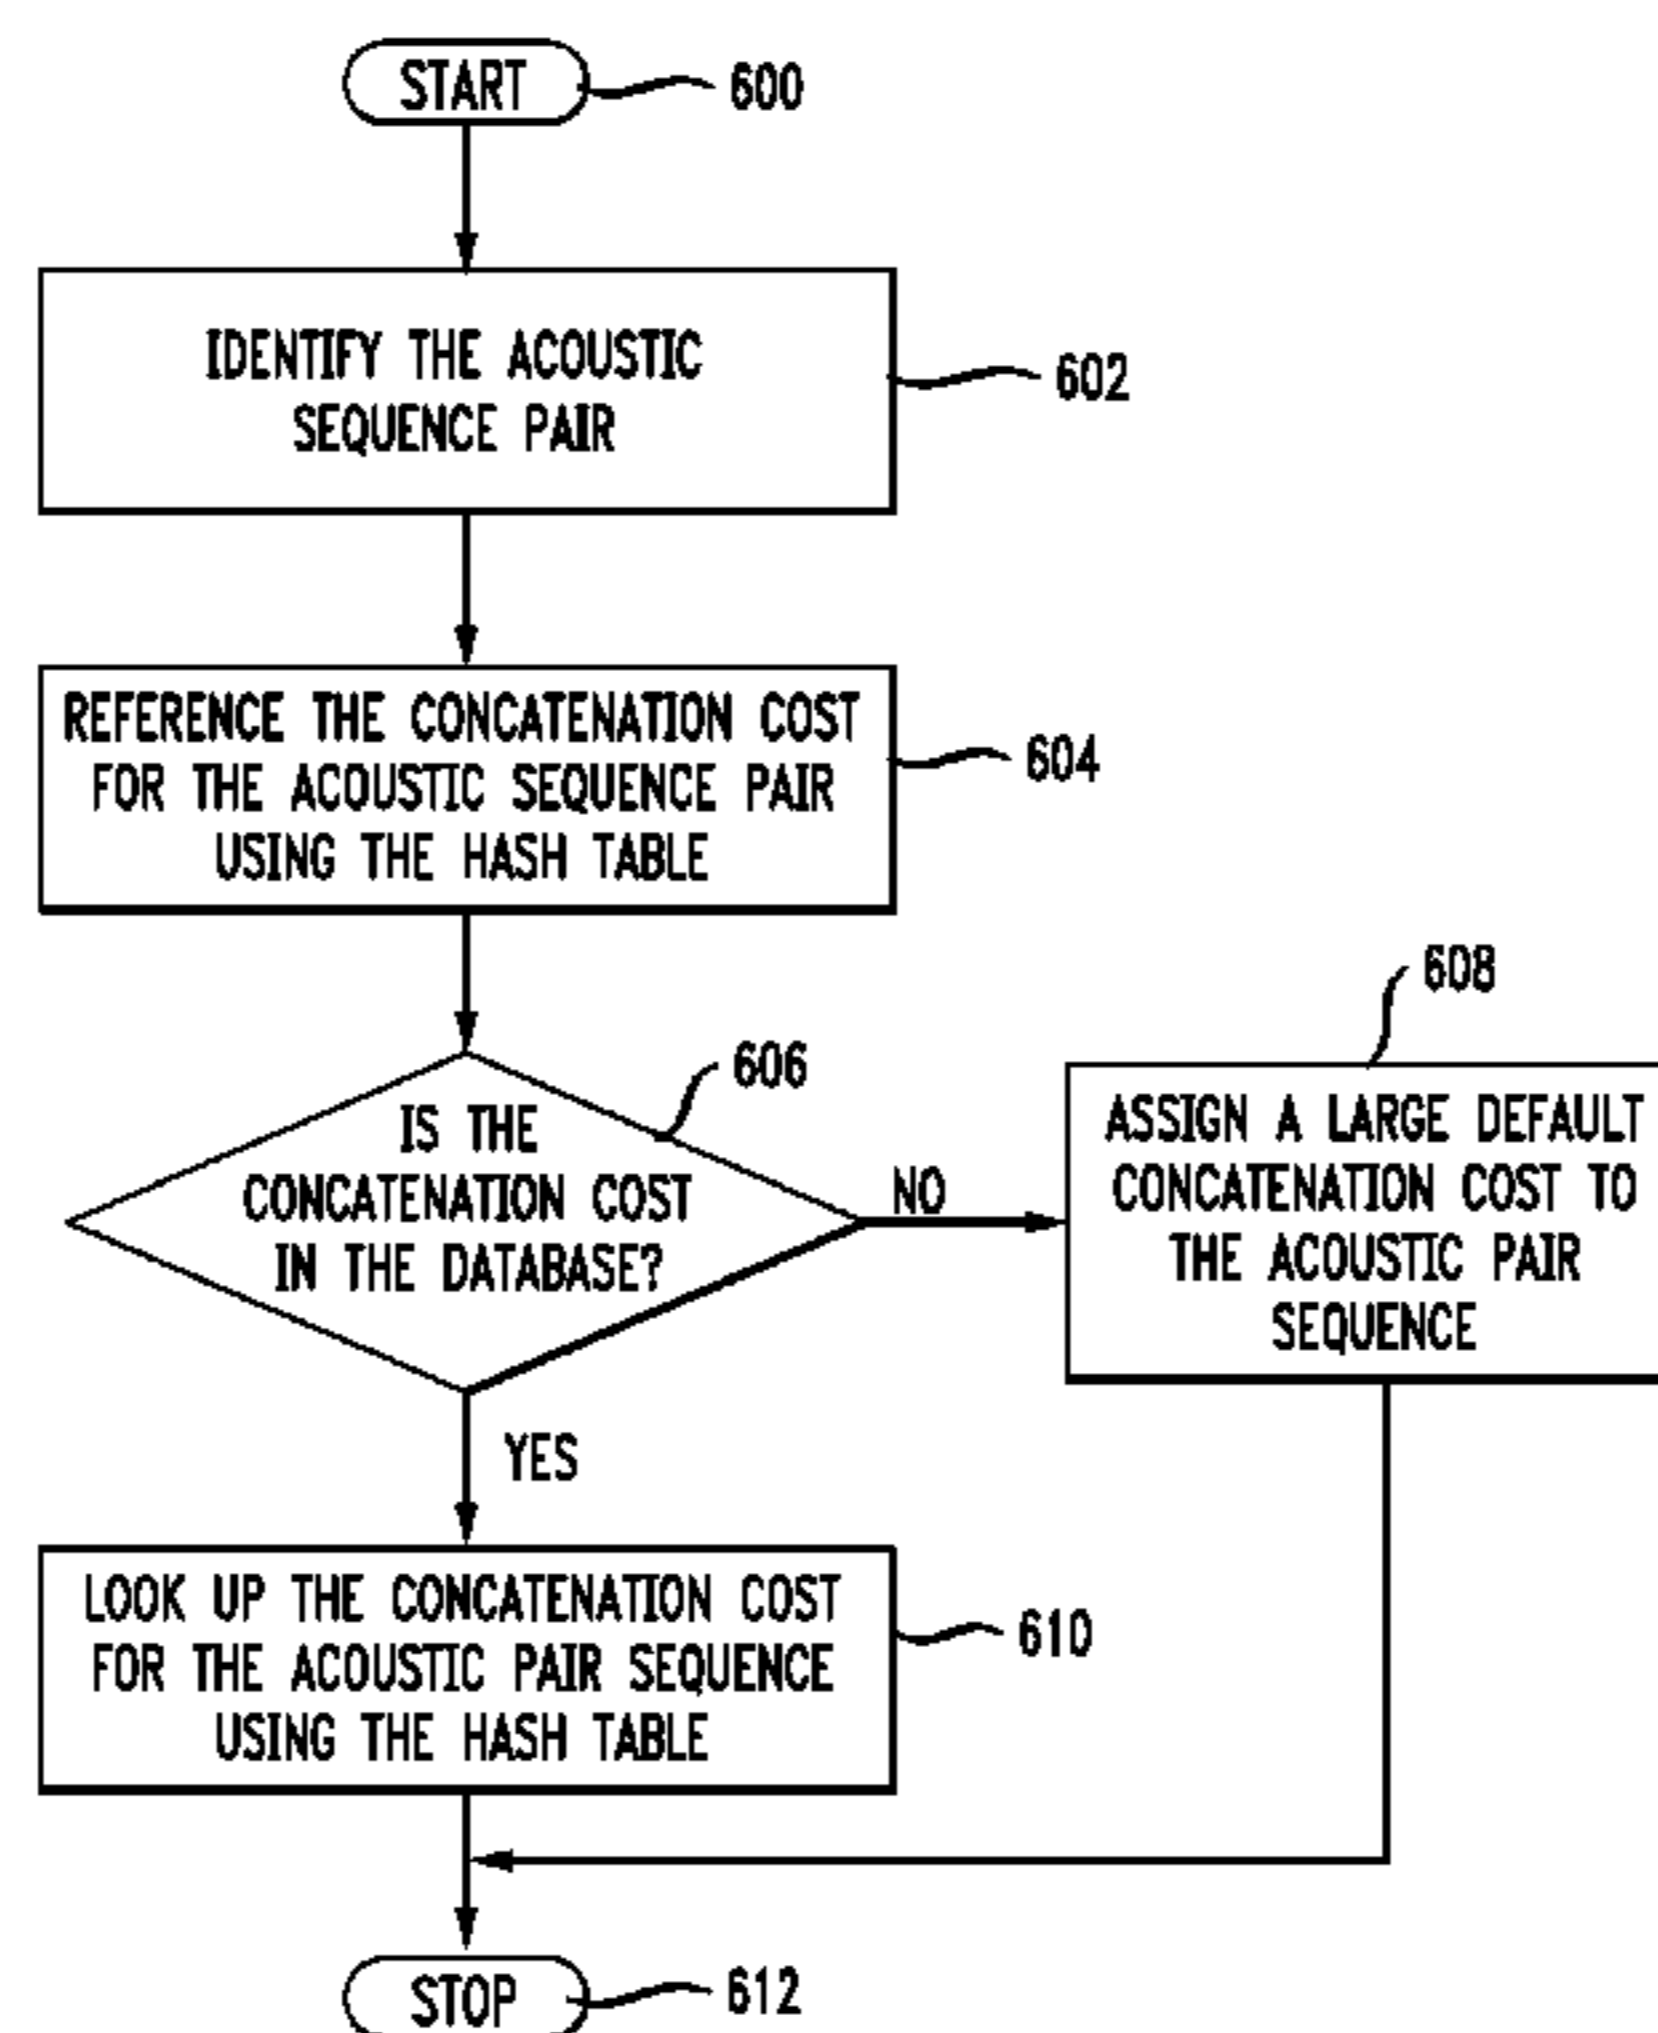 START
600
IDENTIFY THE ACOUSTIC
SEQUENCE PAIR
602
REFERENCE THE CONCATENATION COST
FOR THE ACOUSTIC SEQUENCE PAIR
USING THE HASH TABLE
604
606
IS THE
CONCATENATION COST
IN THE DATABASE?
NO
608
ASSIGN A LARGE DEFAULT
CONCATENATION COST TO
THE ACOUSTIC PAIR
SEQUENCE
YES
LOOK UP THE CONCATENATION COST
FOR THE ACOUSTIC PAIR SEQUENCE
USING THE HASH TABLE
610
STOP
612